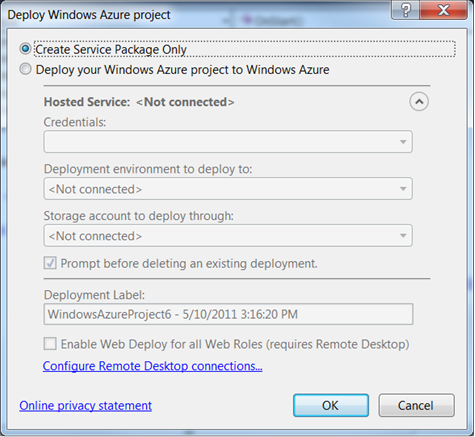 OnStart()
Deploy Windows Azure project
Create Service Package Only
Deploy your Windows Azure project to Windows Azure
Hosted Service: <Not connected>
Credentials:
Deployment environment to deploy to:
<Not connected>
Storage account to deploy through:
<Not connected>
Prompt before deleting an existing deployment.
Deployment Label:
WindowsAzureProject6 - 5/10/2011 3:16:20 PM
Enable Web Deploy for all Web Roles (requires Remote Desktop)
Configure Remote Desktop connections...
Online privacy statement
OK
Cancel